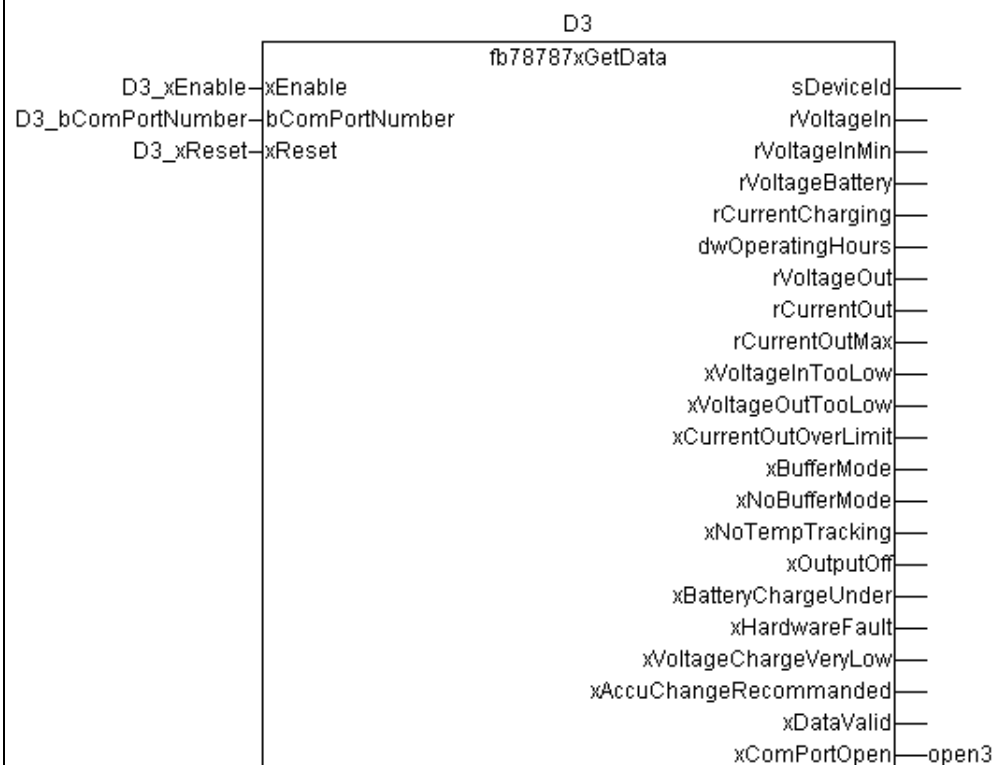 D3
fb78787xGetData
D3_xEnable xEnable sDeviceId
D3_bComPortNumber bComPortNumber rVoltageIn
D3_xReset xReset rVoltageInMin
rVoltageBattery
rCurrentCharging
dwOperatingHours
rVoltageOut
rCurrentOut
rCurrentOutMax
xVoltageInTooLow
xVoltageOutTooLow
xCurrentOutOverLimit
xBufferMode
xNoBufferMode
xNoTempTracking
xOutputOff
xBatteryChargeUnder
xHardwareFault
xVoltageChargeVeryLow
xAccuChangeRecommanded
xDataValid
xComPortOpen open3